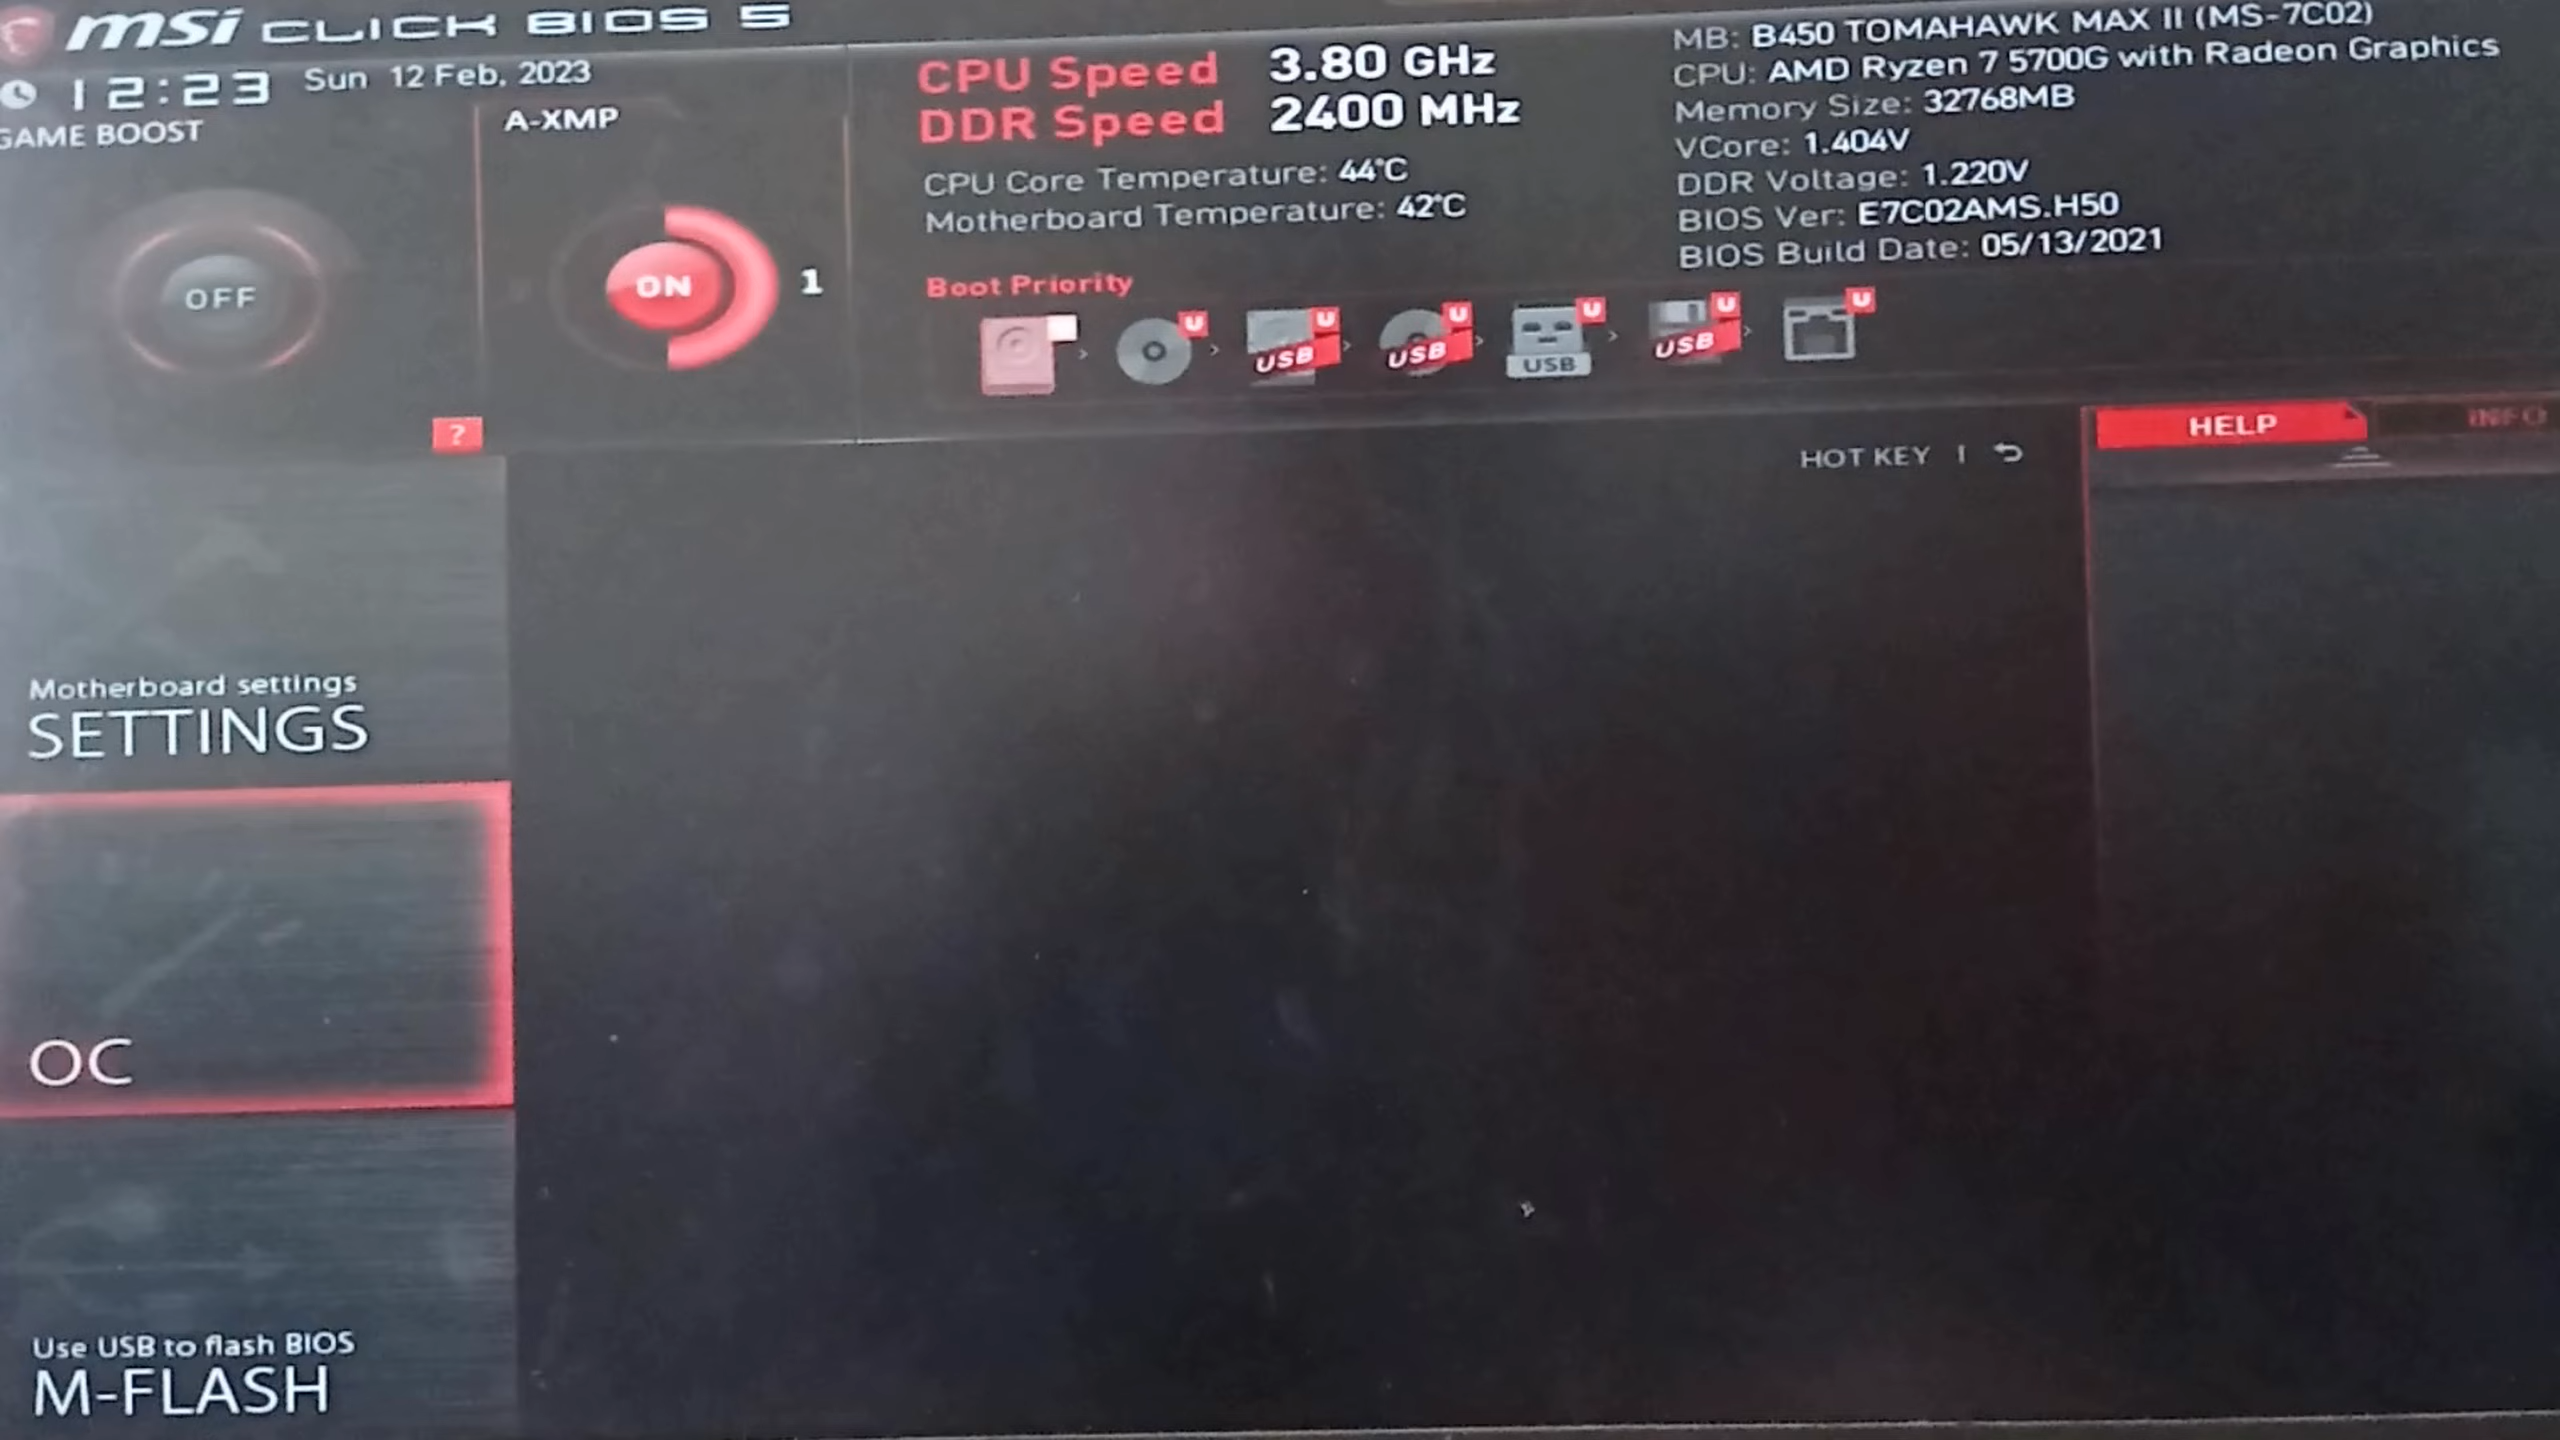 msi CLICK BIOS 5
12:23 Sun 12 Feb, 2023
GAME BOOST
OFF
A-XMP
ON 1
?
CPU Speed 3.80 GHz
DDR Speed 2400 MHz
CPU Core Temperature: 44°C
Motherboard Temperature: 42°C
MB: B450 TOMAHAWK MAX II (MS-7C02)
CPU: AMD Ryzen 7 5700G with Radeon Graphics
Memory Size: 32768MB
VCore: 1.404V
DDR Voltage: 1.220V
BIOS Ver: E7C02AMS.H50
BIOS Build Date: 05/13/2021
Boot Priority
U U U U U U
USB USB USB USB
HOT KEY |
HELP INFO
Motherboard settings
SETTINGS
OC
Use USB to flash BIOS
M-FLASH